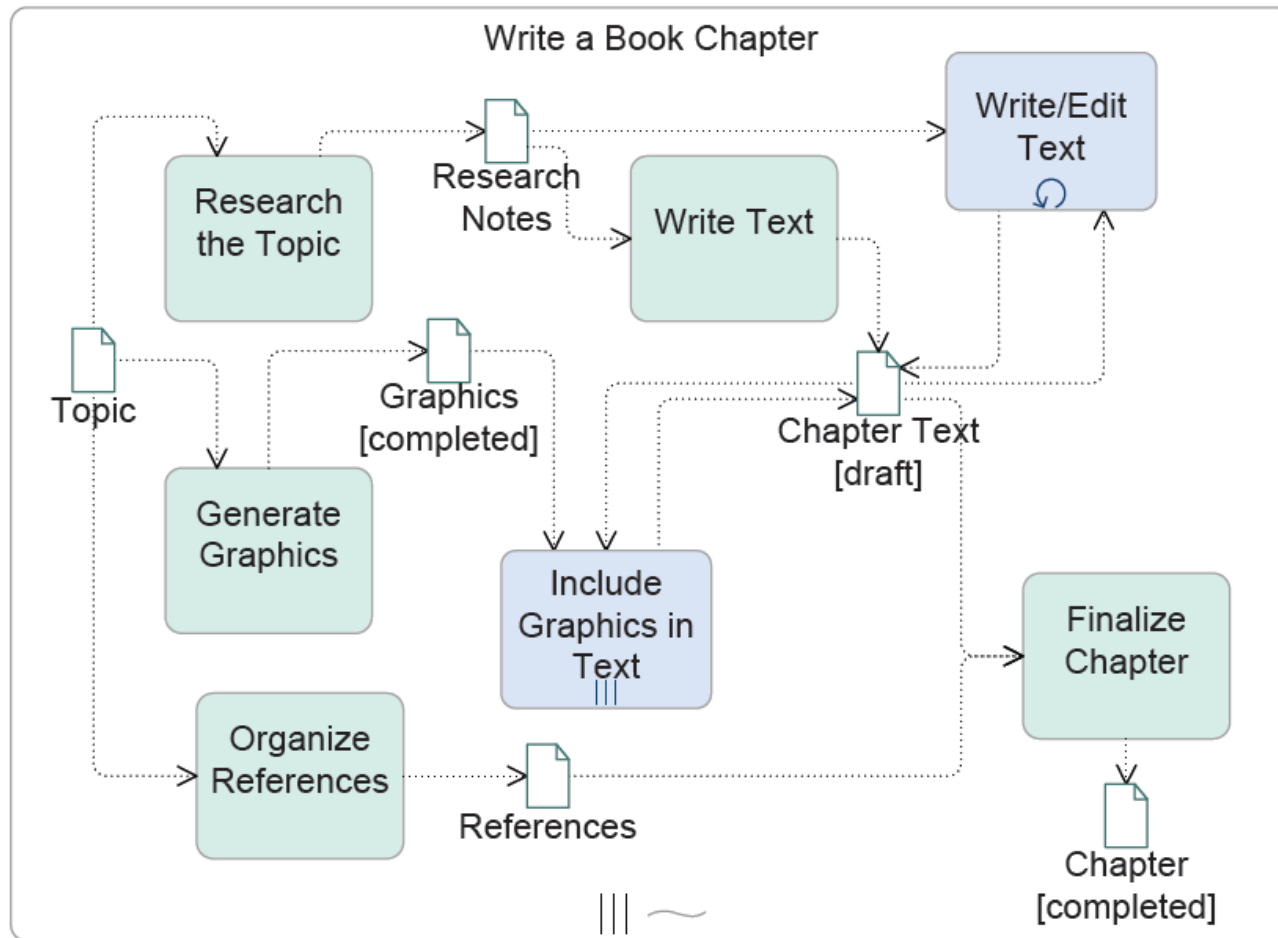 Write a Book Chapter
Write/Edit
Text
Research
Notes
Research
the Topic
Write Text
Topic
Graphics
[completed]
Chapter Text
[draft]
Generate
Graphics
Include
Graphics in
Text
Finalize
Chapter
Organize
References
References
Chapter
[completed]